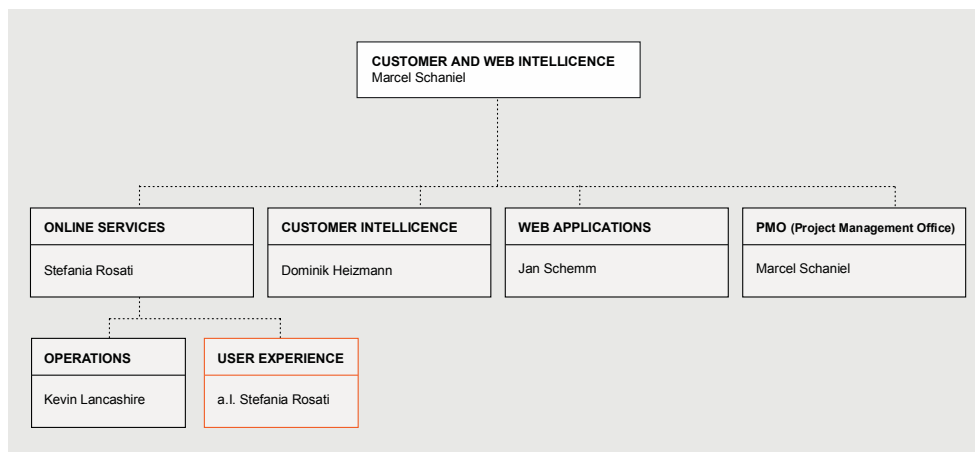 CUSTOMER AND WEB INTELLICENCE
Marcel Schaniel
ONLINE SERVICES
Stefania Rosati
CUSTOMER INTELLICENCE
Dominik Heizmann
WEB APPLICATIONS
Jan Schemm
PMO (Project Management Office)
Marcel Schaniel
OPERATIONS
Kevin Lancashire
USER EXPERIENCE
a.I. Stefania Rosati